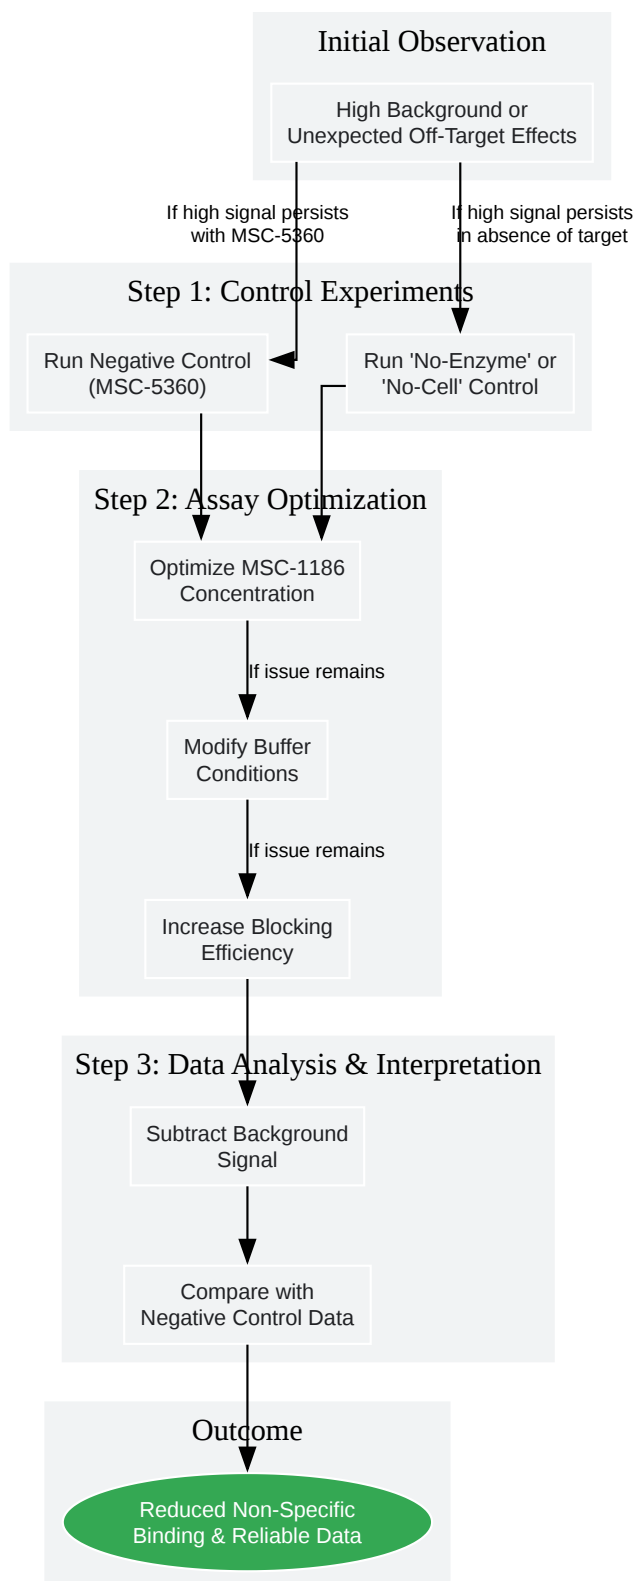 Initial Observation
High Background or
Unexpected Off-Target Effects
If high signal persists
with MSC-5360
If high signal persists
in absence of target
Step 1: Control Experiments
Run Negative Control
(MSC-5360)
Run 'No-Enzyme' or
'No-Cell' Control
Step 2: Assay Optimization
Optimize MSC-1186
Concentration
If issue remains
Modify Buffer
Conditions
If issue remains
Increase Blocking
Efficiency
Step 3: Data Analysis & Interpretation
Subtract Background
Signal
Compare with
Negative Control Data
Outcome
Reduced Non-Specific
Binding & Reliable Data